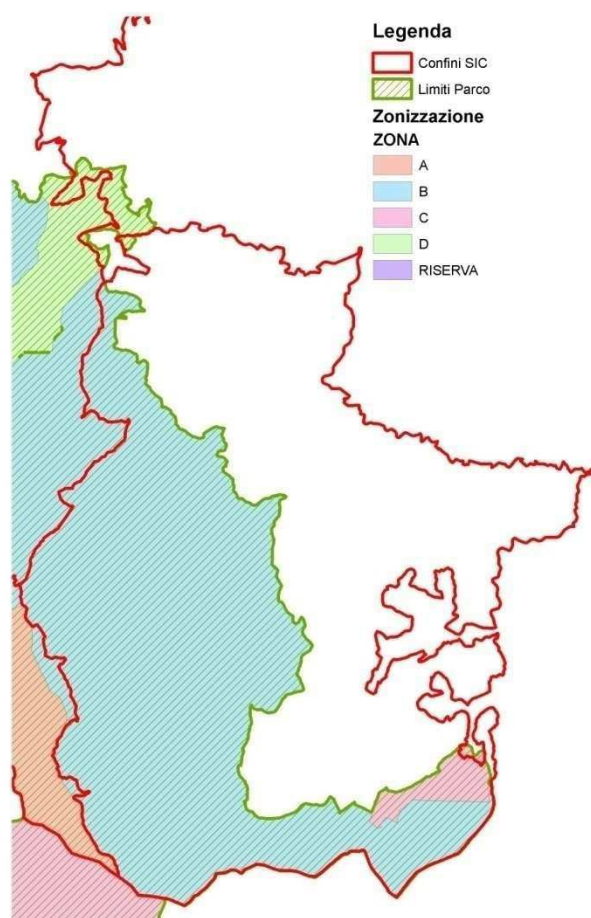 Legenda
Confini SIC
Limiti Parco
Zonizzazione
ZONA
A
B
C
D
RISERVA